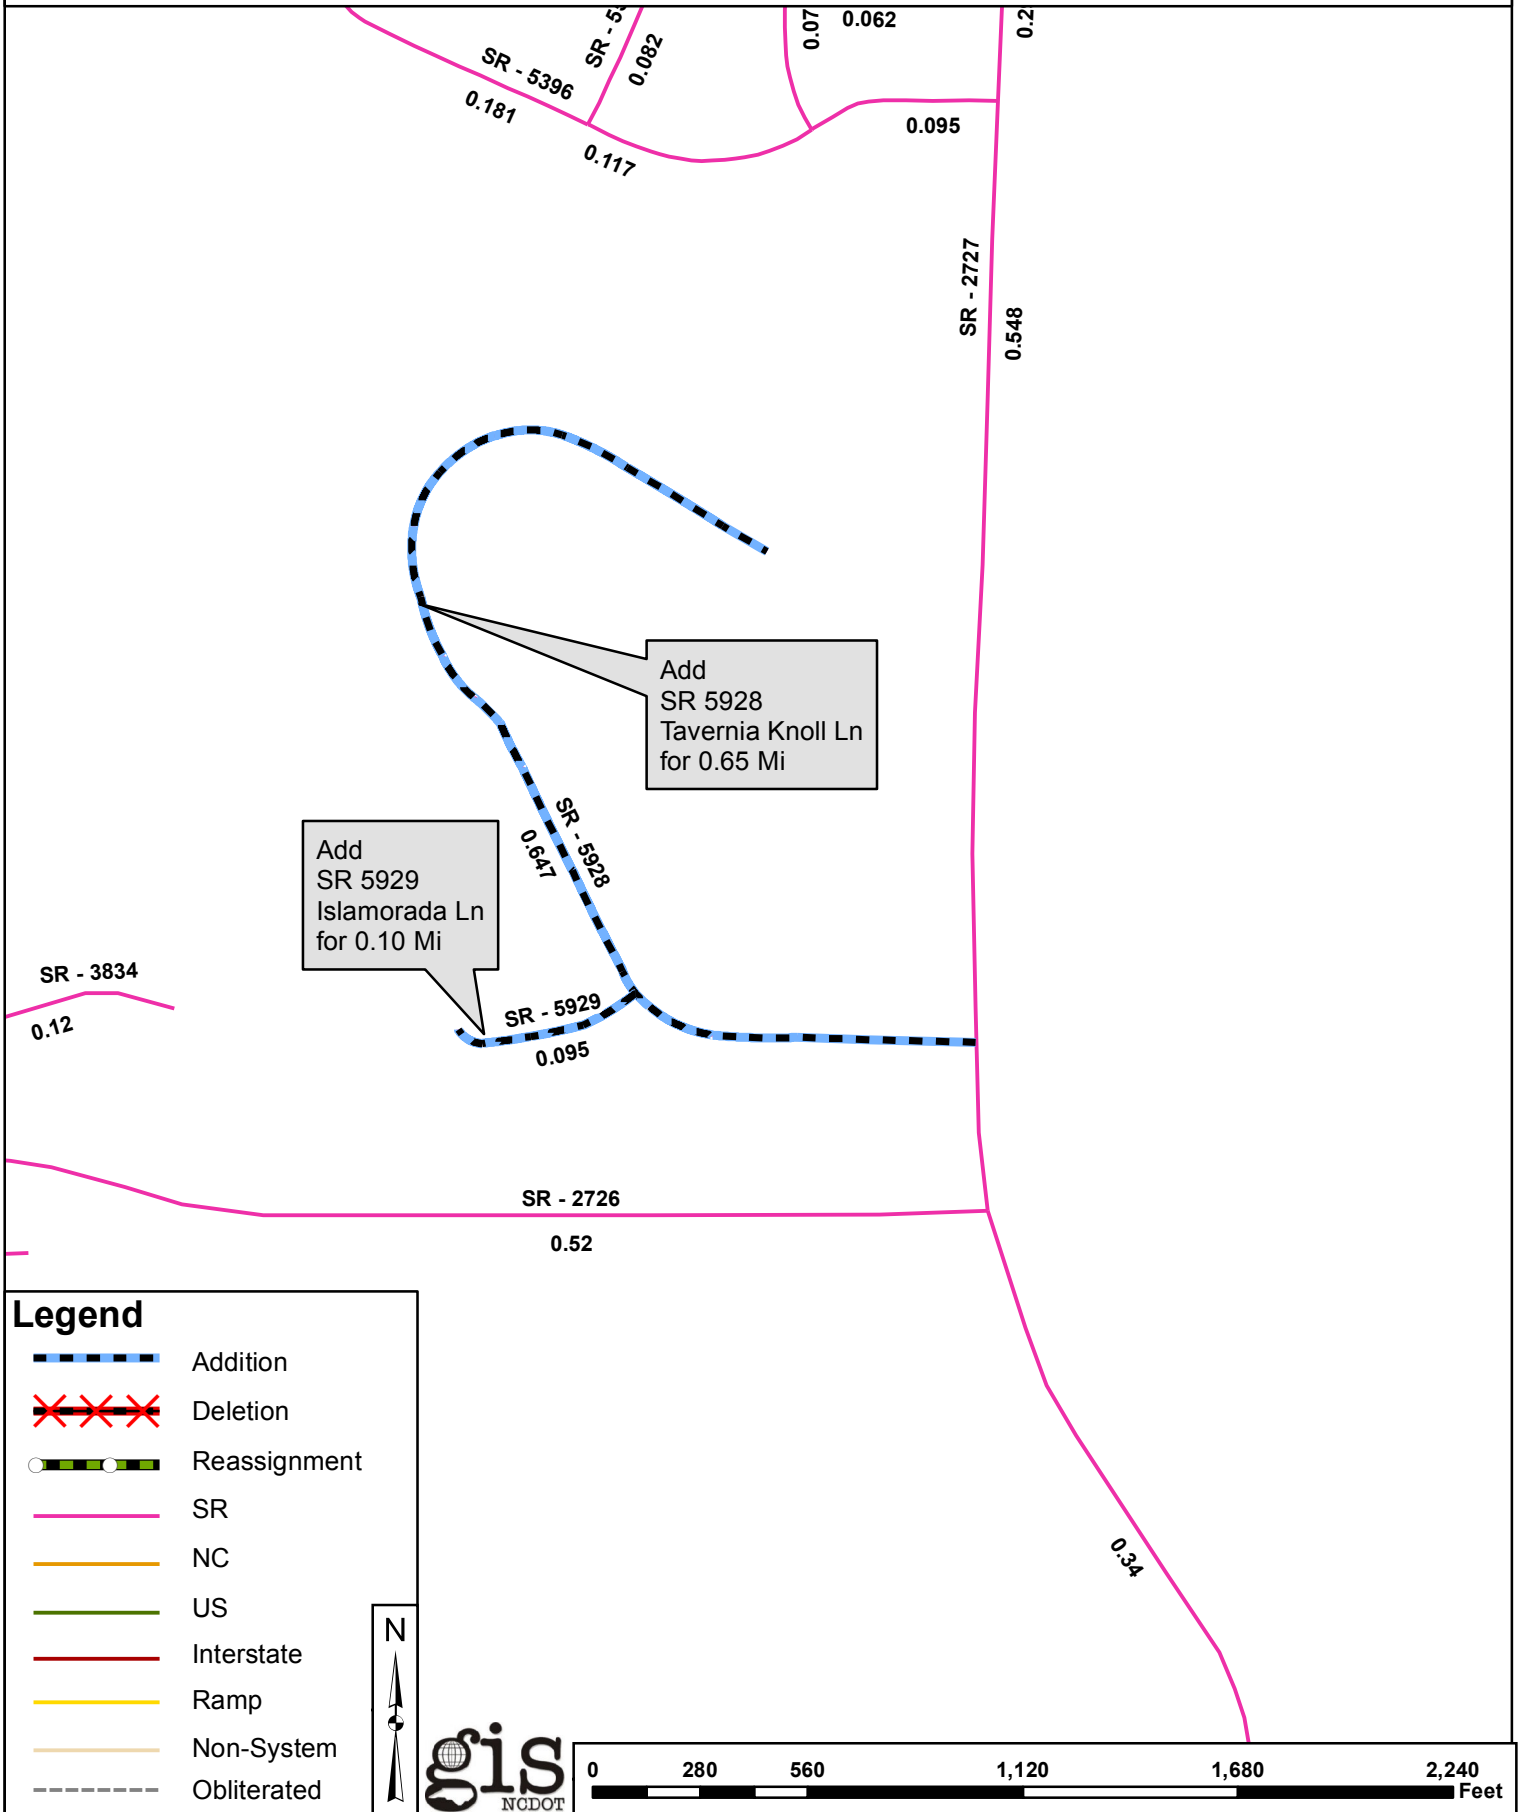 0.062
SR - 5396
0.082
0.181
0.095
0.117
SR - 2727
0.548
Add
SR 5928
Tavernia Knoll Ln
for 0.65 Mi
SR - 5928
0.647
Add
SR 5929
Islamorada Ln
for 0.10 Mi
SR - 3834
0.12
SR - 5929
0.095
SR - 2726
0.52
0.34
Legend
Addition
Deletion
Reassignment
SR
NC
US
Interstate
Ramp
Non-System
Obliterated
N
gis
NCDOT
0 280 560 1,120 1,680 2,240
Feet